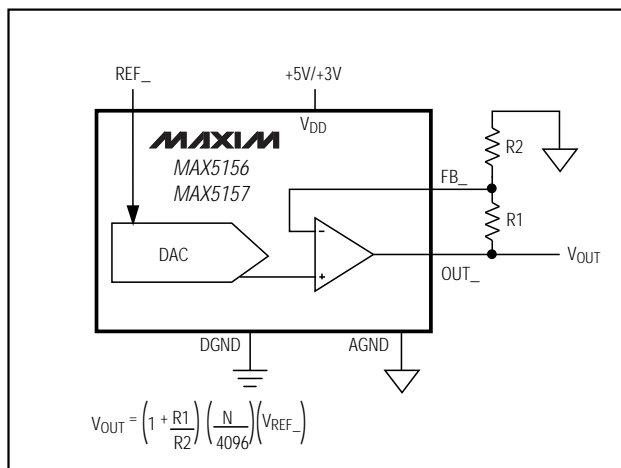 REF_
+5V/+3V
VDD
MAXIM
MAX5156
MAX5157
R2
FB_
R1
DAC
-
+
OUT_
VOUT
DGND
AGND
VOUT = (1 + R1/R2) (N/4096) (VREF_)